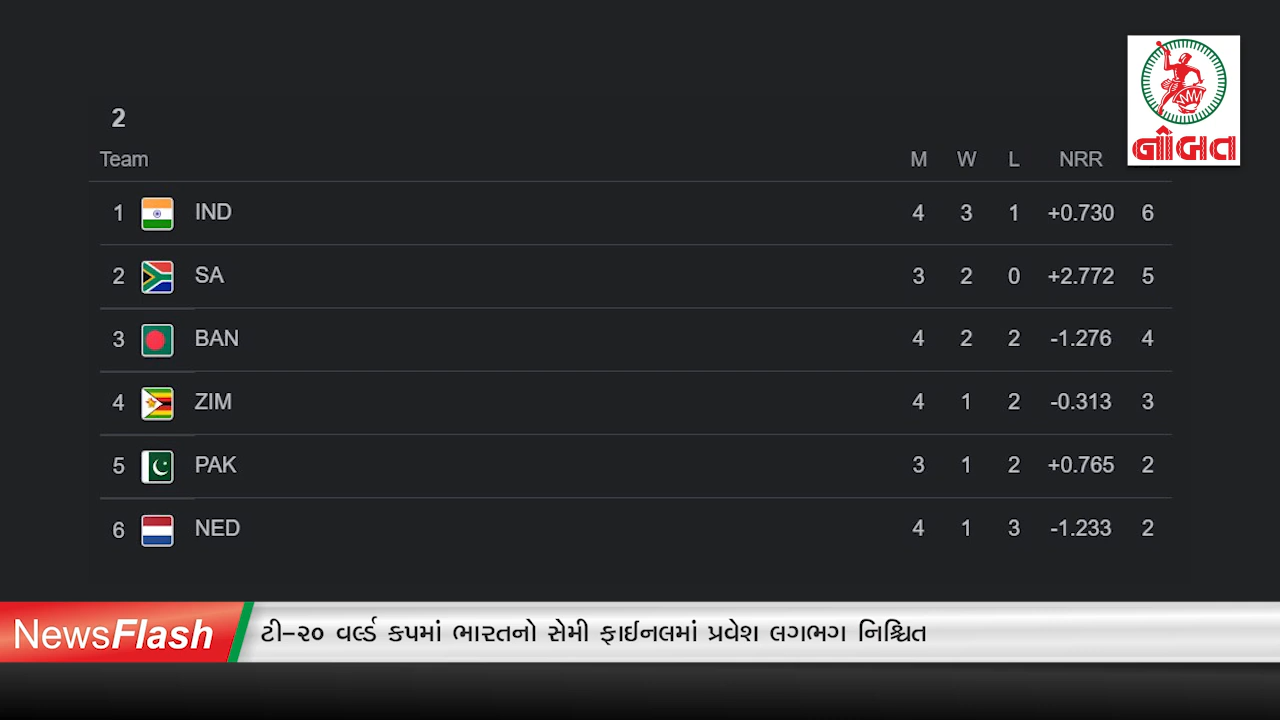 નોબત
2
Team M W L NRR
1 IND 4 3 1 +0.730 6
2 SA 3 2 0 +2.772 5
3 BAN 4 2 2 -1.276 4
4 ZIM 4 1 2 -0.313 3
5 PAK 3 1 2 +0.765 2
6 NED 4 1 3 -1.233 2
NewsFlash ટી-૨૦ વર્લ્ડ કપમાં ભારતનો સેમી ફાઈનલમાં પ્રવેશ લગભગ નિશ્ચિત